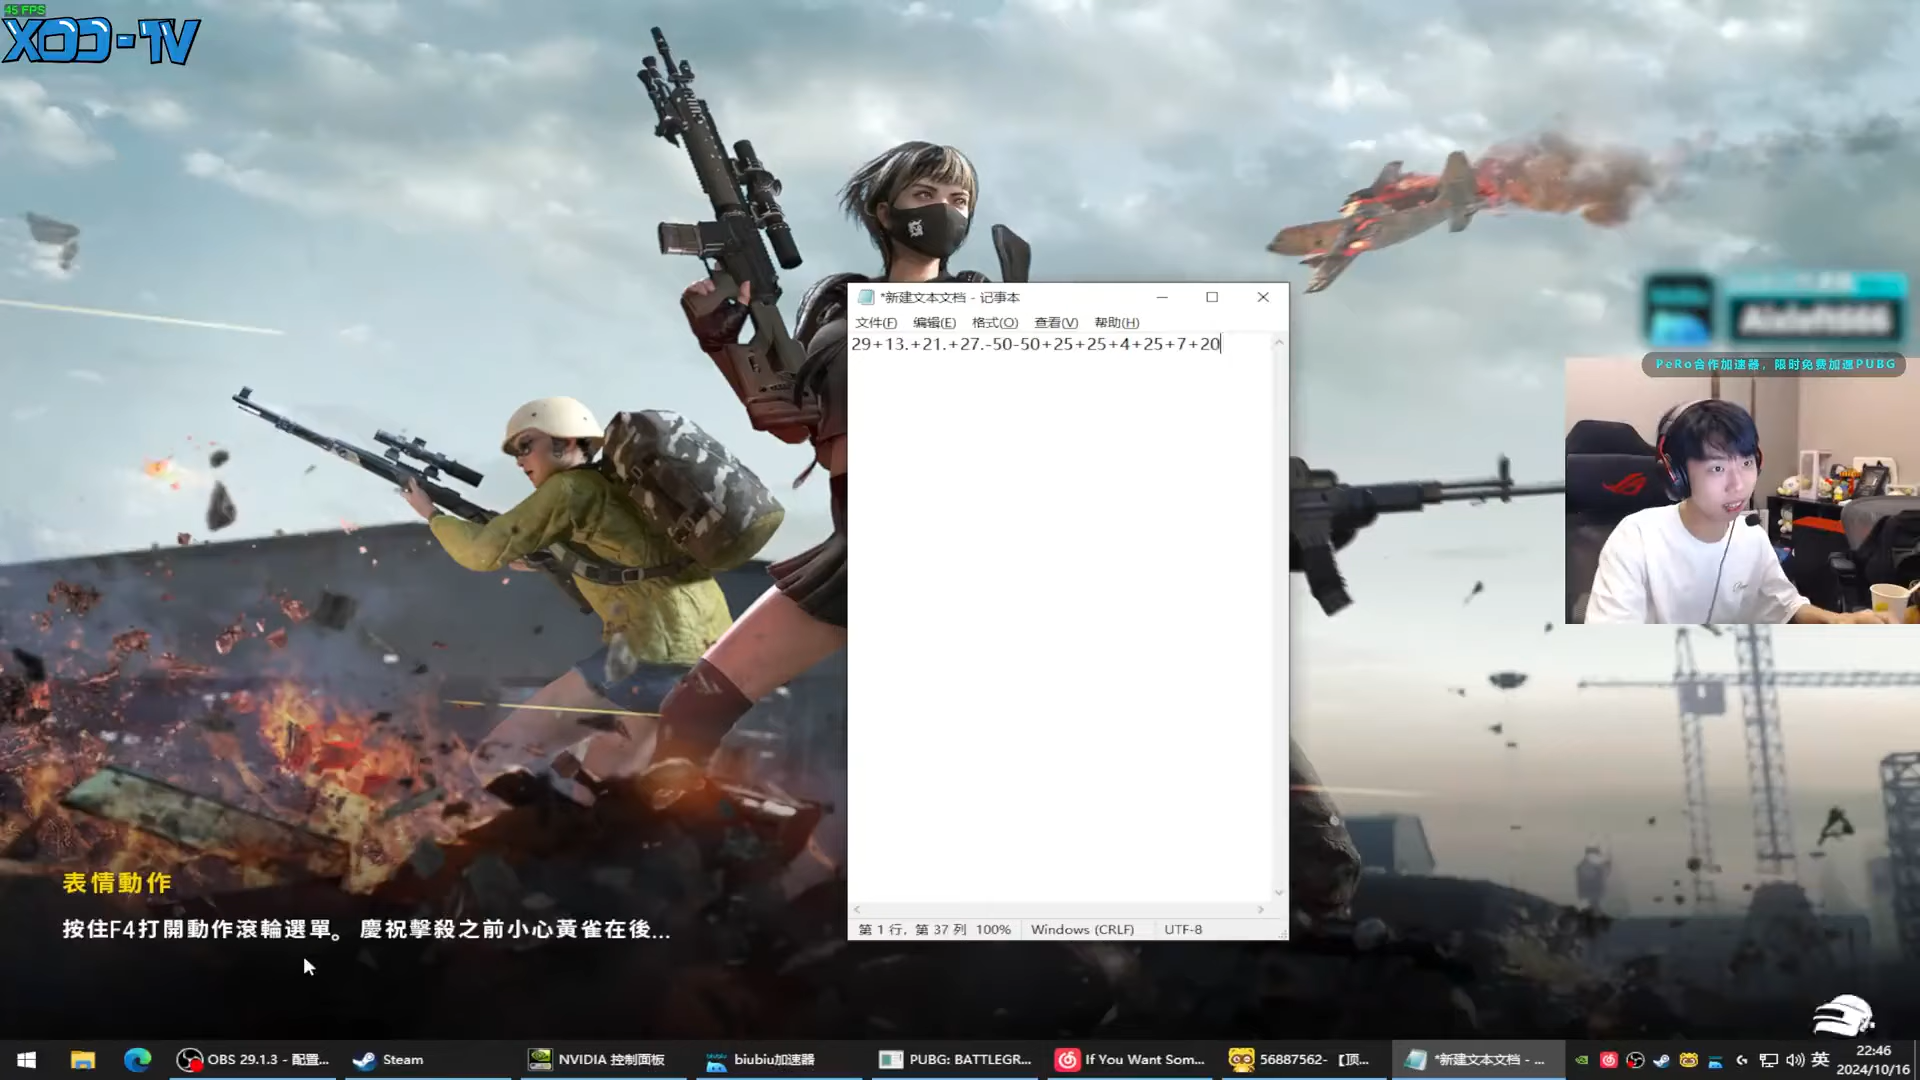 45 FPS
XDD-TV
*新建文本文档 - 记事本
文件(F) 编辑(E) 格式(O) 查看(V) 帮助(H)
29+13.+21.+27.-50-50+25+25+4+25+7+20
PeRo合作加速器，限时免费加速PUBG
表情動作
按住F4打開動作滾輪選單。 慶祝擊殺之前小心黃雀在後...
第 1 行，第 37 列 100% Windows (CRLF) UTF-8
OBS 29.1.3 - 配置... Steam NVIDIA 控制面板 biubiu加速器 PUBG: BATTLEGR... If You Want Som... 56887562- 【顶... *新建文本文档 - ... 英 22:46
2024/10/16